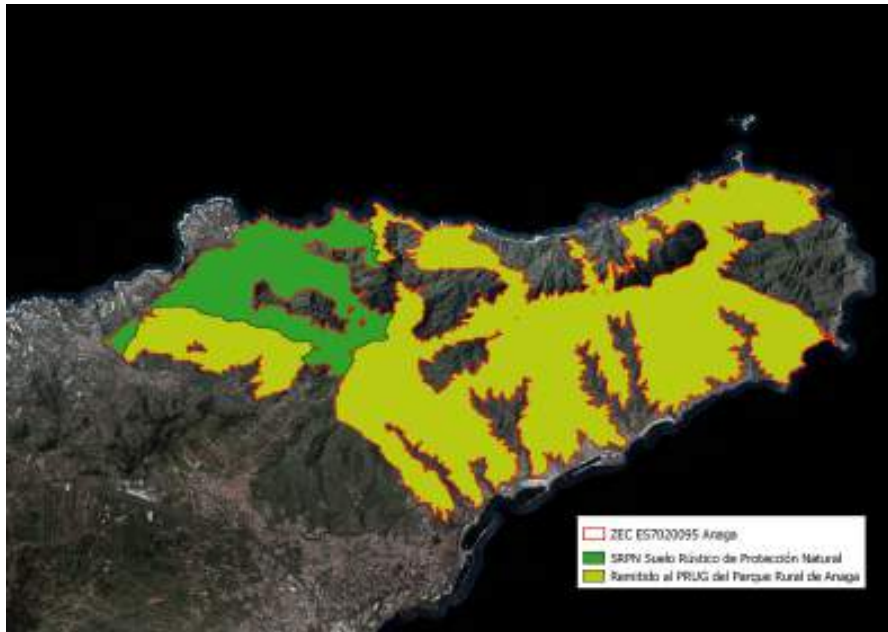 ZEC ES7020095 Anaga
SRPN Suelo Rústico de Protección Natural
Remitido al PRUG del Parque Rural de Anaga